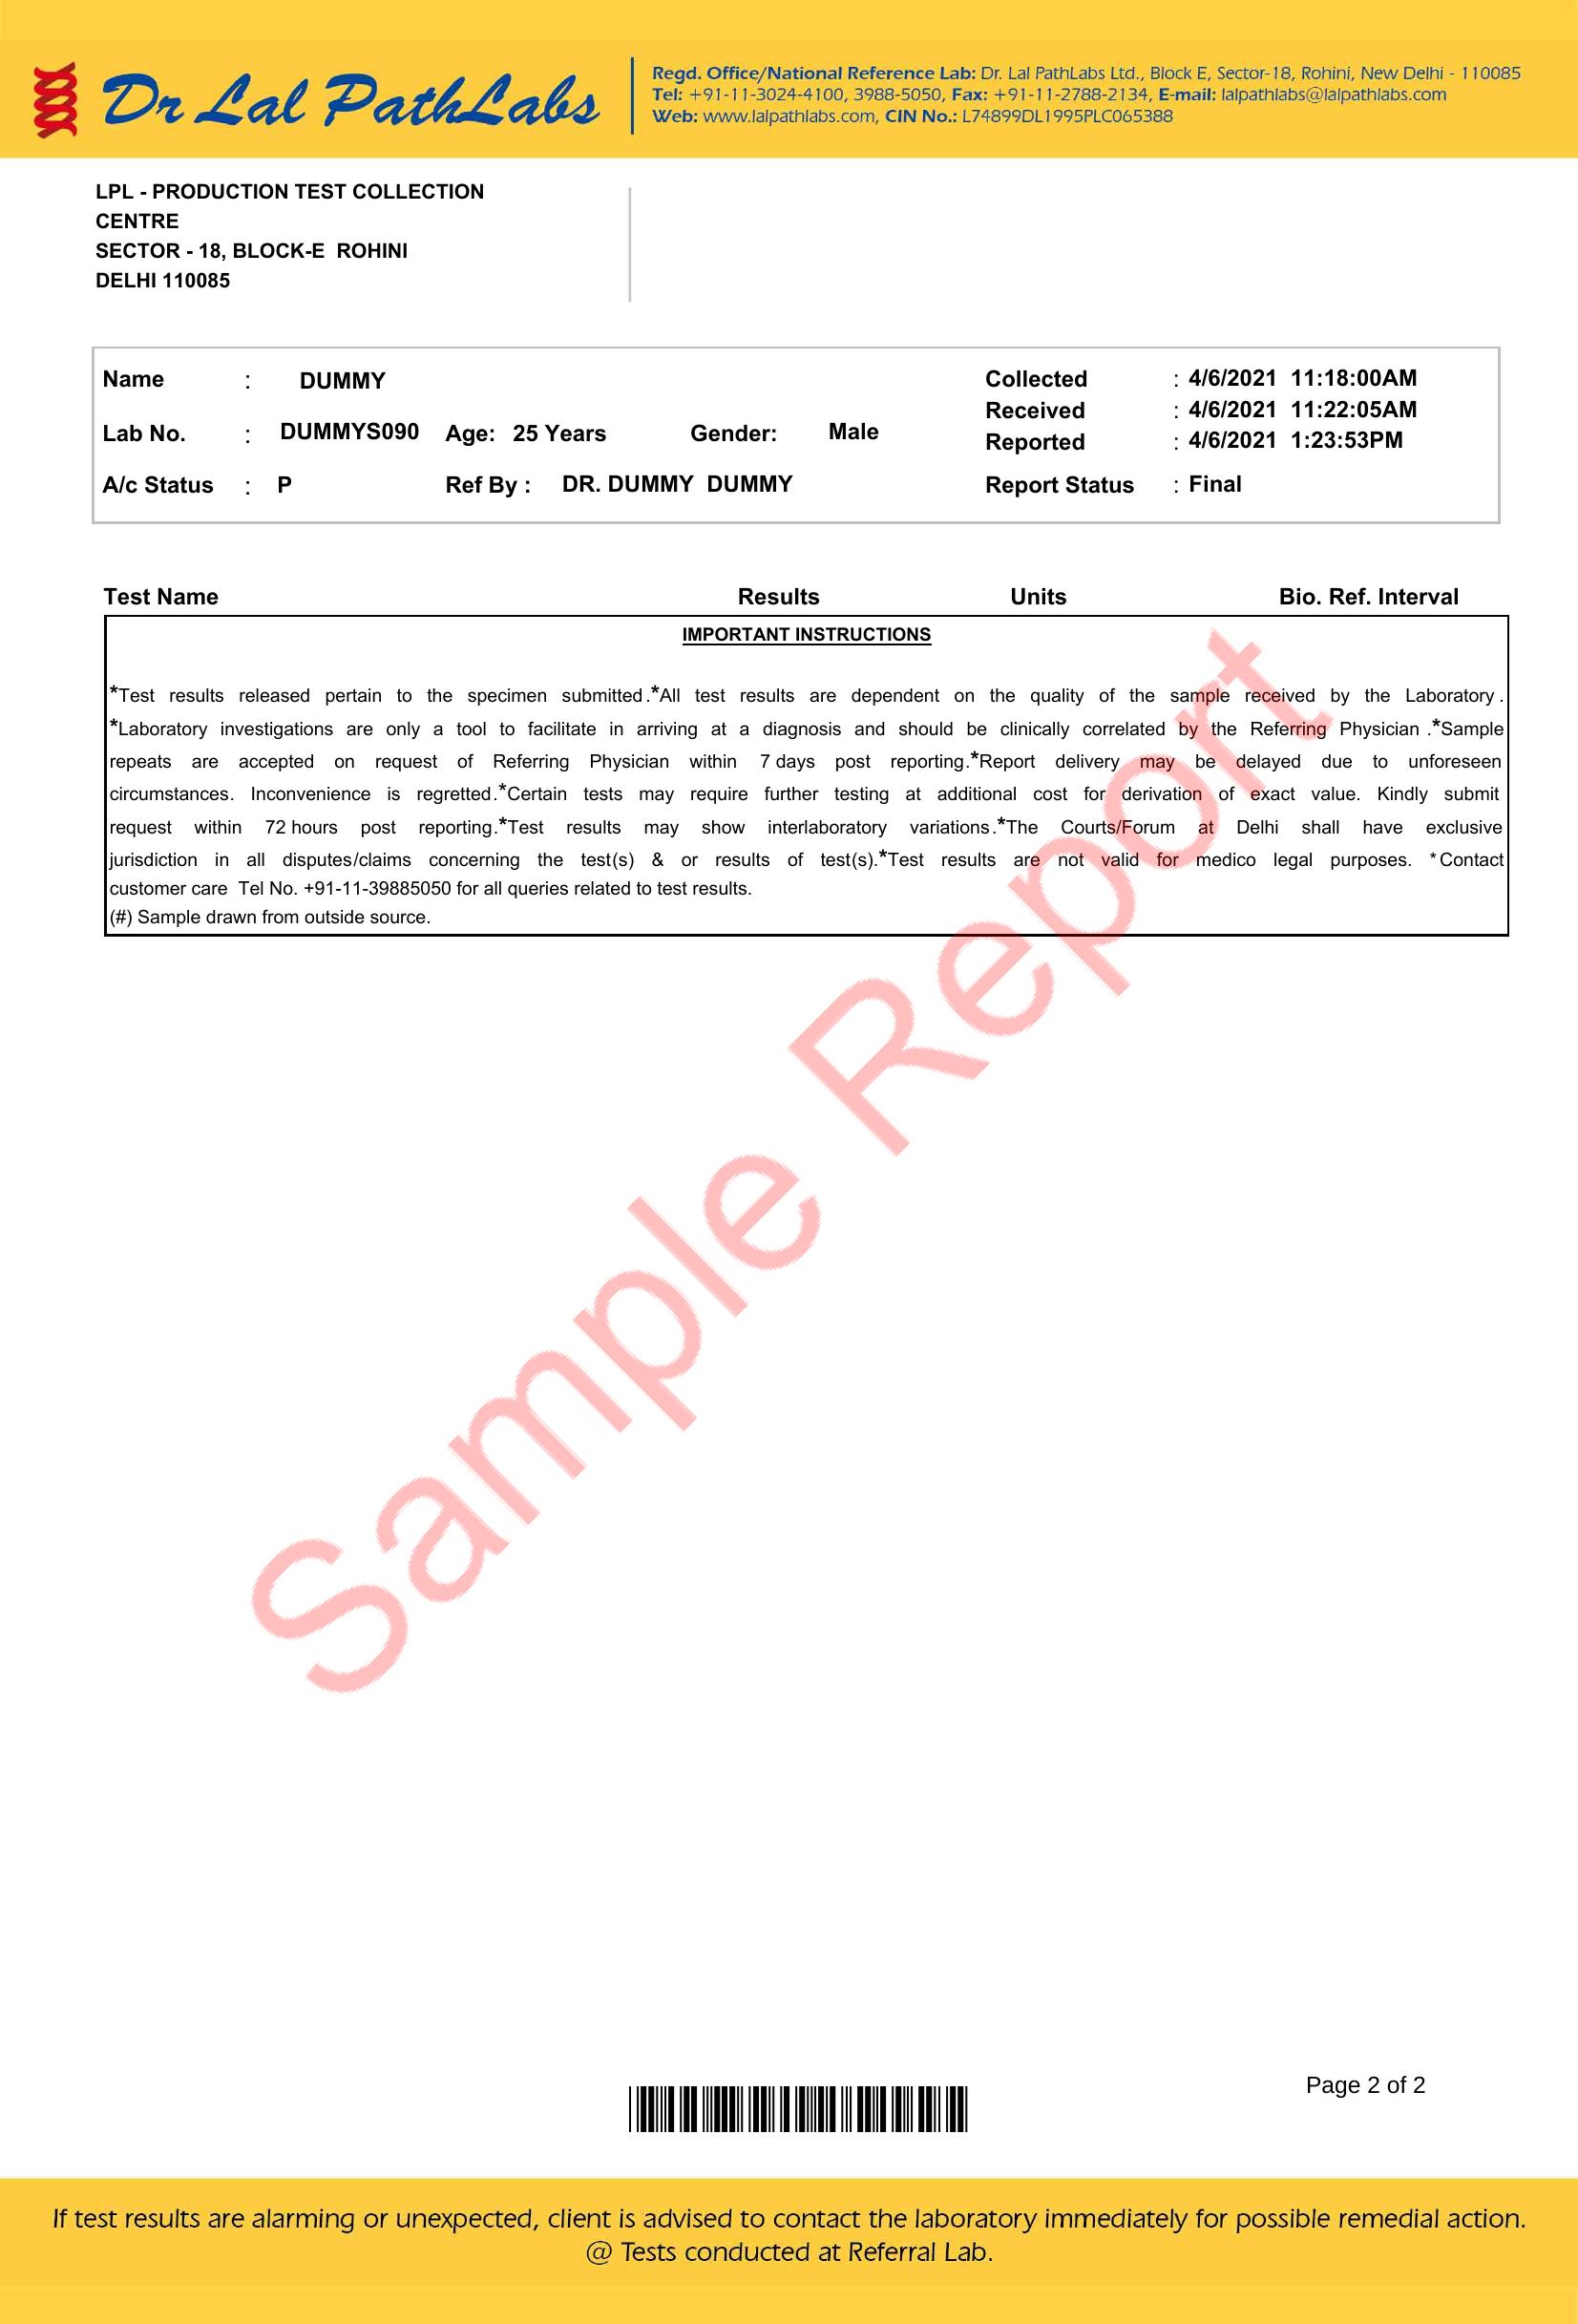 Dr Lal PathLabs
Regd. Office/National Reference Lab: Dr. Lal PathLabs Ltd., Block E, Sector-18, Rohini, New Delhi - 110085
Tel: +91-11-3024-4100, 3988-5050, Fax: +91-11-2788-2134, E-mail: lalpathlabs@lalpathlabs.com
Web: www.lalpathlabs.com, CIN No.: L74899DL1995PLC065388
LPL - PRODUCTION TEST COLLECTION
CENTRE
SECTOR - 18, BLOCK-E ROHINI
DELHI 110085
Name : DUMMY Collected : 4/6/2021 11:18:00AM
Received : 4/6/2021 11:22:05AM
Lab No. : DUMMYS090 Age: 25 Years Gender: Male Reported : 4/6/2021 1:23:53PM
A/c Status : P Ref By : DR. DUMMY DUMMY Report Status : Final
Test Name Results Units Bio. Ref. Interval
IMPORTANT INSTRUCTIONS
*Test results released pertain to the specimen submitted.*All test results are dependent on the quality of the sample received by the Laboratory .
*Laboratory investigations are only a tool to facilitate in arriving at a diagnosis and should be clinically correlated by the Referring Physician .*Sample
repeats are accepted on request of Referring Physician within 7 days post reporting.*Report delivery may be delayed due to unforeseen
circumstances. Inconvenience is regretted.*Certain tests may require further testing at additional cost for derivation of exact value. Kindly submit
request within 72 hours post reporting.*Test results may show interlaboratory variations.*The Courts/Forum at Delhi shall have exclusive
jurisdiction in all disputes/claims concerning the test(s) & or results of test(s).*Test results are not valid for medico legal purposes. *Contact
customer care Tel No. +91-11-39885050 for all queries related to test results.
(#) Sample drawn from outside source.
Sample Report
Page 2 of 2
If test results are alarming or unexpected, client is advised to contact the laboratory immediately for possible remedial action.
@ Tests conducted at Referral Lab.